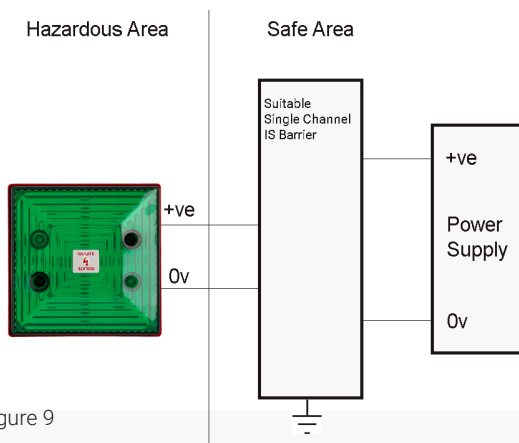 Hazardous Area
Safe Area
Suitable
Single Channel
IS Barrier
+ve
+ve
Power
Supply
0v
0v
gure 9